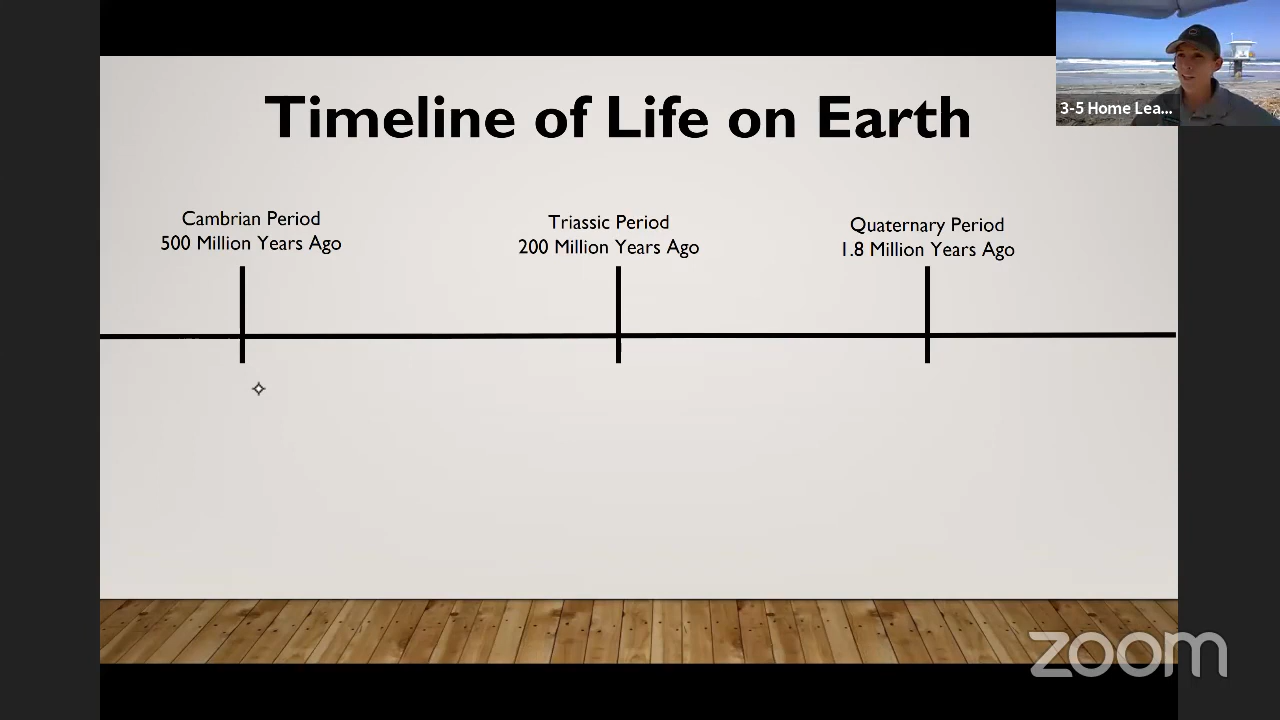 Timeline of Life on Earth
3-5 Home Lea...
Cambrian Period
500 Million Years Ago
Triassic Period
200 Million Years Ago
Quaternary Period
1.8 Million Years Ago
zoom